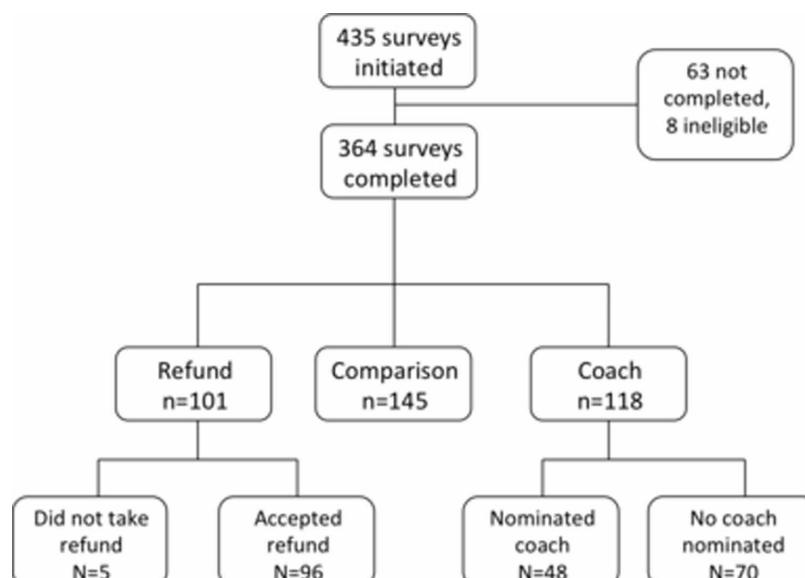 435 surveys
initiated
63 not
completed,
8 ineligible
364 surveys
completed
Refund
n=101
Comparison
n=145
Coach
n=118
Did not take
refund
N=5
Accepted
refund
N=96
Nominated
coach
N=48
No coach
nominated
N=70